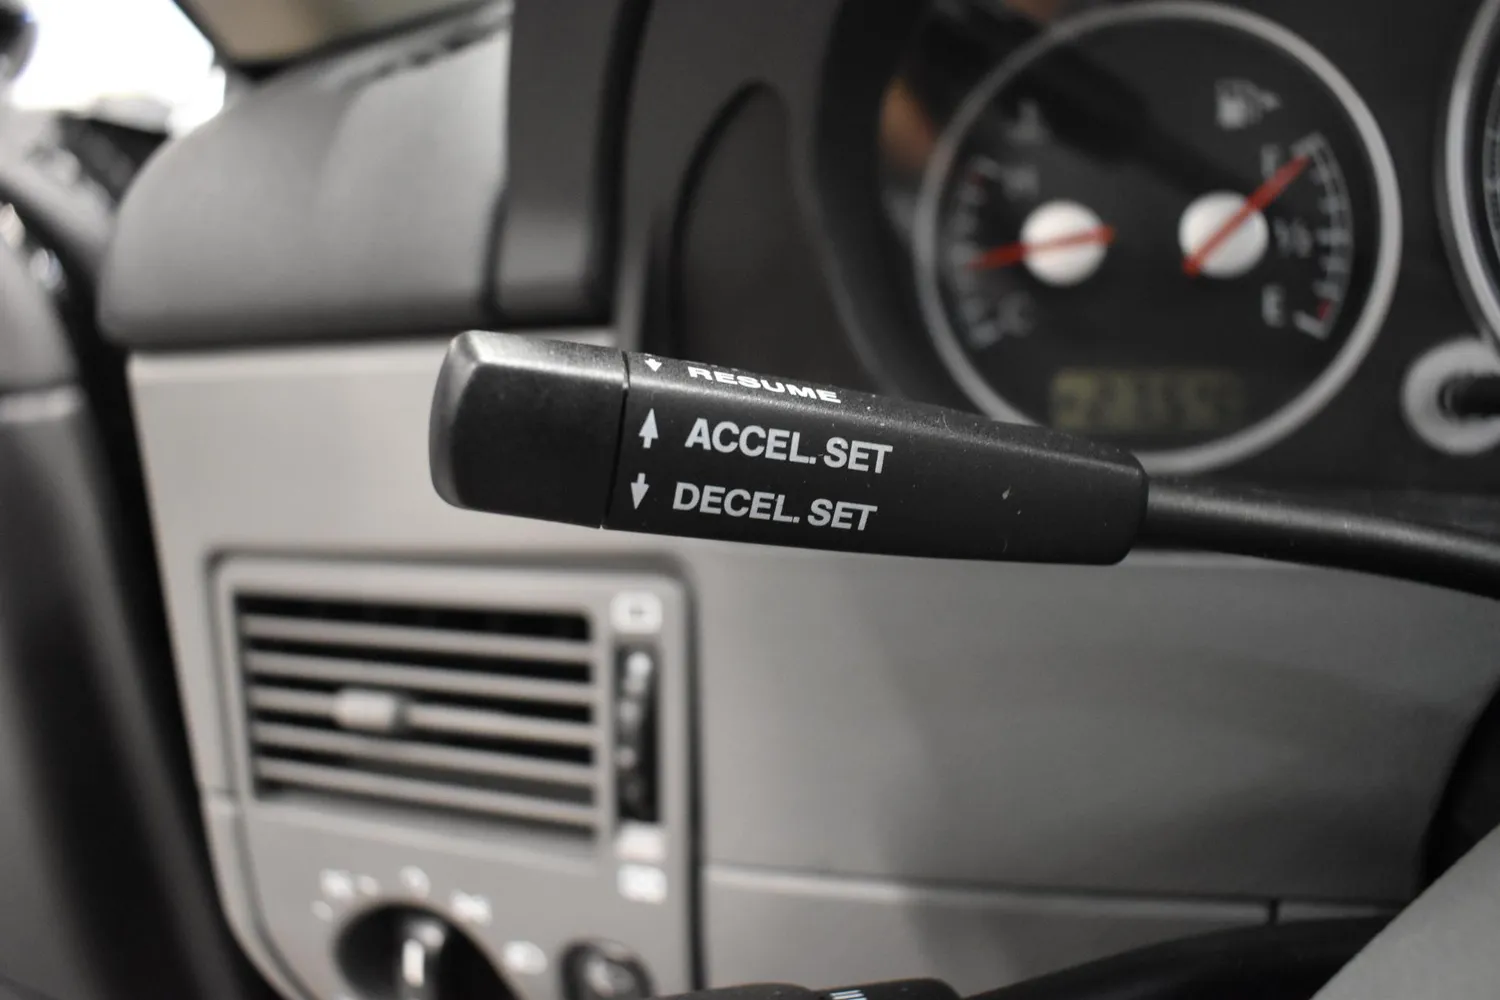 RESUME
ACCEL. SET
DECEL. SET
H
C
E